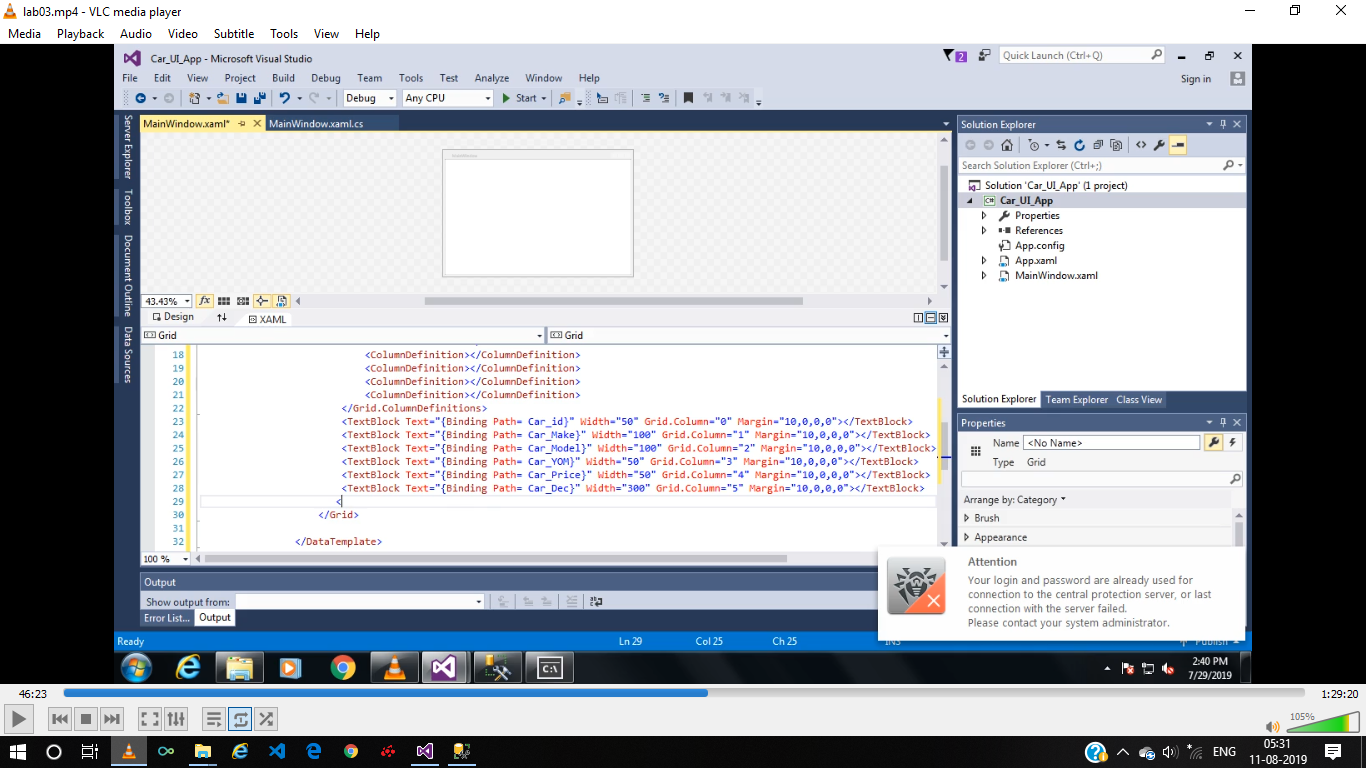 lab03.mp4 - VLC media player
Media Playback Audio Video Subtitle Tools View Help
Car_UI_App - Microsoft Visual Studio
2
Quick Launch (Ctrl+Q)
File Edit View Project Build Debug Team Tools Test Analyze Window Help
Sign in
Debug Any CPU Start
Server Explorer
Toolbox
Document Outline
Data Sources
MainWindow.xaml* MainWindow.xaml.cs
43.43%
Design XAML
Grid Grid
18 <ColumnDefinition></ColumnDefinition>
19 <ColumnDefinition></ColumnDefinition>
20 <ColumnDefinition></ColumnDefinition>
21 <ColumnDefinition></ColumnDefinition>
22 </Grid.ColumnDefinitions>
23 <TextBlock Text="{Binding Path= Car_id}" Width="50" Grid.Column="0" Margin="10,0,0,0"></TextBlock>
24 <TextBlock Text="{Binding Path= Car_Make}" Width="100" Grid.Column="1" Margin="10,0,0,0"></TextBlock>
25 <TextBlock Text="{Binding Path= Car_Model}" Width="100" Grid.Column="2" Margin="10,0,0,0"></TextBlock>
26 <TextBlock Text="{Binding Path= Car_YOM}" Width="50" Grid.Column="3" Margin="10,0,0,0"></TextBlock>
27 <TextBlock Text="{Binding Path= Car_Price}" Width="50" Grid.Column="4" Margin="10,0,0,0"></TextBlock>
28 <TextBlock Text="{Binding Path= Car_Dec}" Width="300" Grid.Column="5" Margin="10,0,0,0"></TextBlock>
29 <
30 </Grid>
31
32 </DataTemplate>
100 %
Output
Show output from:
Error List... Output
Ready Ln 29 Col 25 Ch 25 INS Publish
Solution Explorer
Search Solution Explorer (Ctrl+;)
Solution 'Car_UI_App' (1 project)
C# Car_UI_App
Properties
References
App.config
App.xaml
MainWindow.xaml
Solution Explorer Team Explorer Class View
Properties
Name <No Name>
Type Grid
Arrange by: Category
Brush
Appearance
Attention
Your login and password are already used for
connection to the central protection server, or last
connection with the server failed.
Please contact your system administrator.
C:\
2:40 PM
7/29/2019
46:23 1:29:20
105%
ENG
05:31
11-08-2019